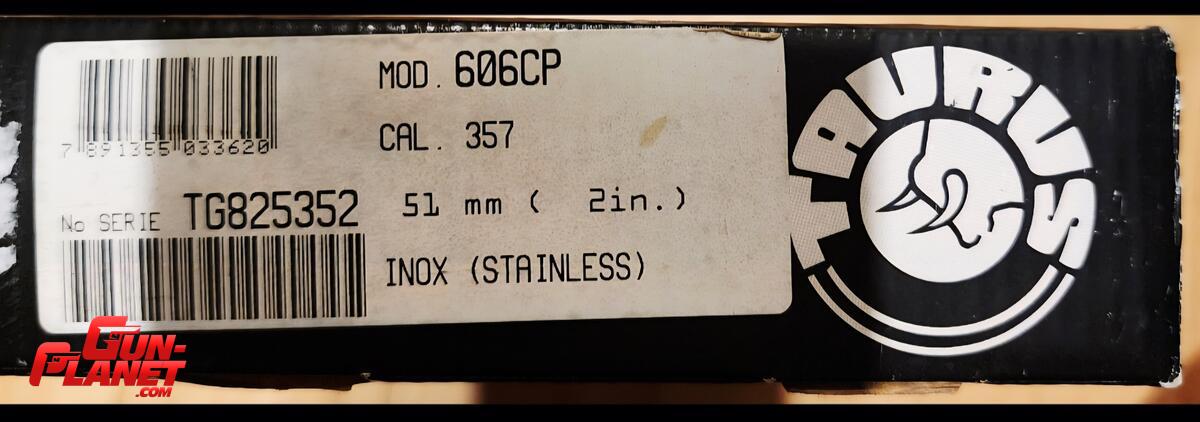 MOD. 606CP
7 891355 033620
CAL. 357
No SERIE TG825352
51 mm ( 2in.)
INOX (STAINLESS)
TAURUS
GUN-PLANET.COM